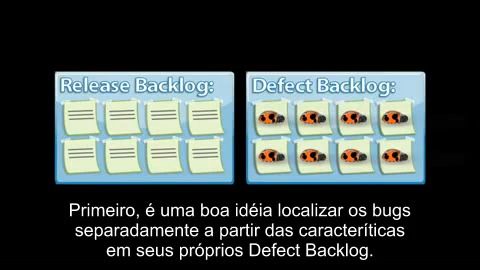 Release Backlog:
Defect Backlog:
Primeiro, é uma boa idéia localizar os bugs
separadamente a partir das caracteríticas
em seus próprios Defect Backlog.